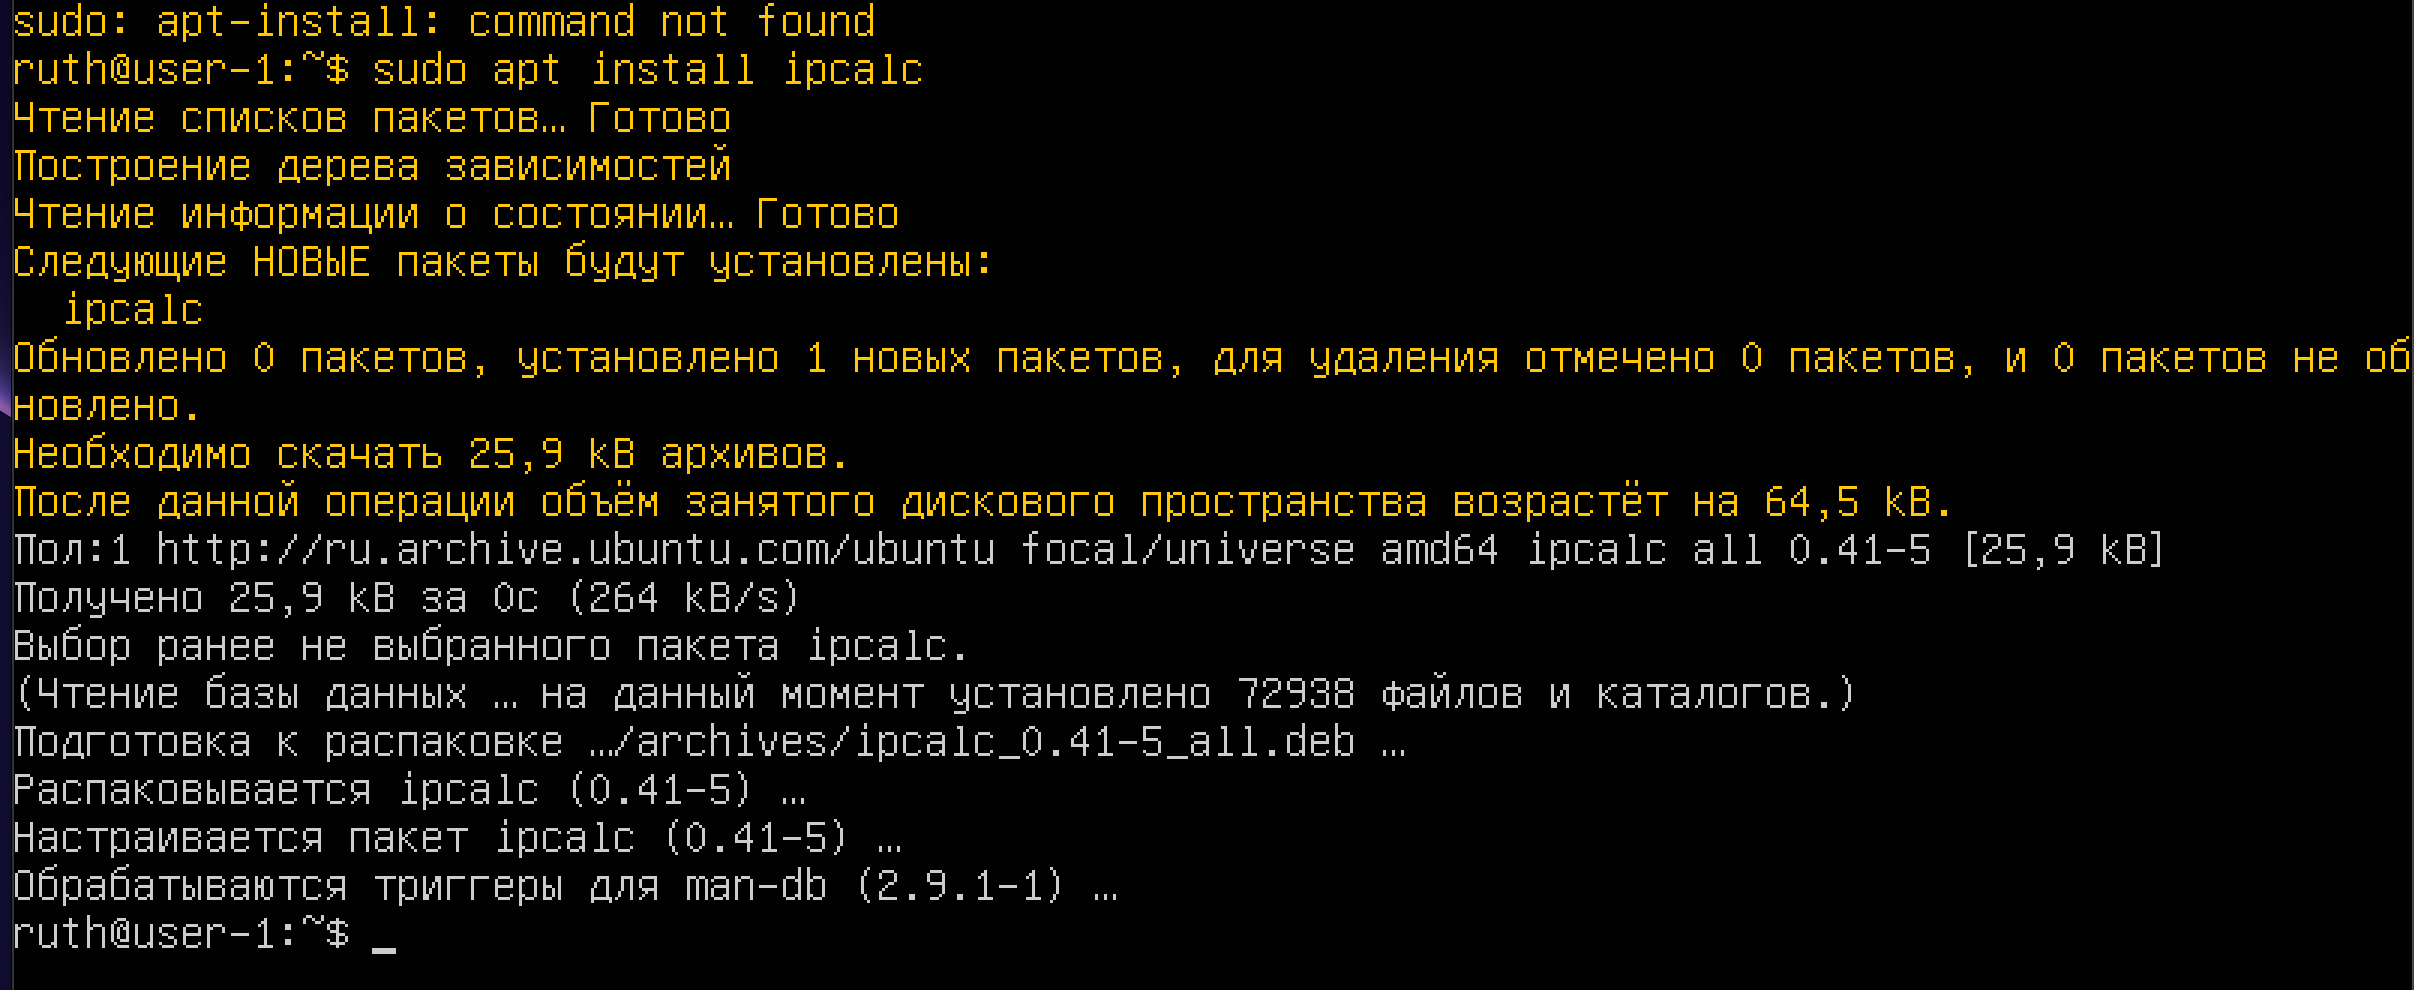 sudo: apt-install: command not found
ruth@user-1:~$ sudo apt install ipcalc
Чтение списков пакетов… Готово
Построение дерева зависимостей
Чтение информации о состоянии… Готово
Следующие НОВЫЕ пакеты будут установлены:
  ipcalc
Обновлено 0 пакетов, установлено 1 новых пакетов, для удаления отмечено 0 пакетов, и 0 пакетов не об
новлено.
Необходимо скачать 25,9 kB архивов.
После данной операции объём занятого дискового пространства возрастёт на 64,5 kB.
Пол:1 http://ru.archive.ubuntu.com/ubuntu focal/universe amd64 ipcalc all 0.41-5 [25,9 kB]
Получено 25,9 kB за 0с (264 kB/s)
Выбор ранее не выбранного пакета ipcalc.
(Чтение базы данных … на данный момент установлено 72938 файлов и каталогов.)
Подготовка к распаковке …/archives/ipcalc_0.41-5_all.deb …
Распаковывается ipcalc (0.41-5) …
Настраивается пакет ipcalc (0.41-5) …
Обрабатываются триггеры для man-db (2.9.1-1) …
ruth@user-1:~$ _